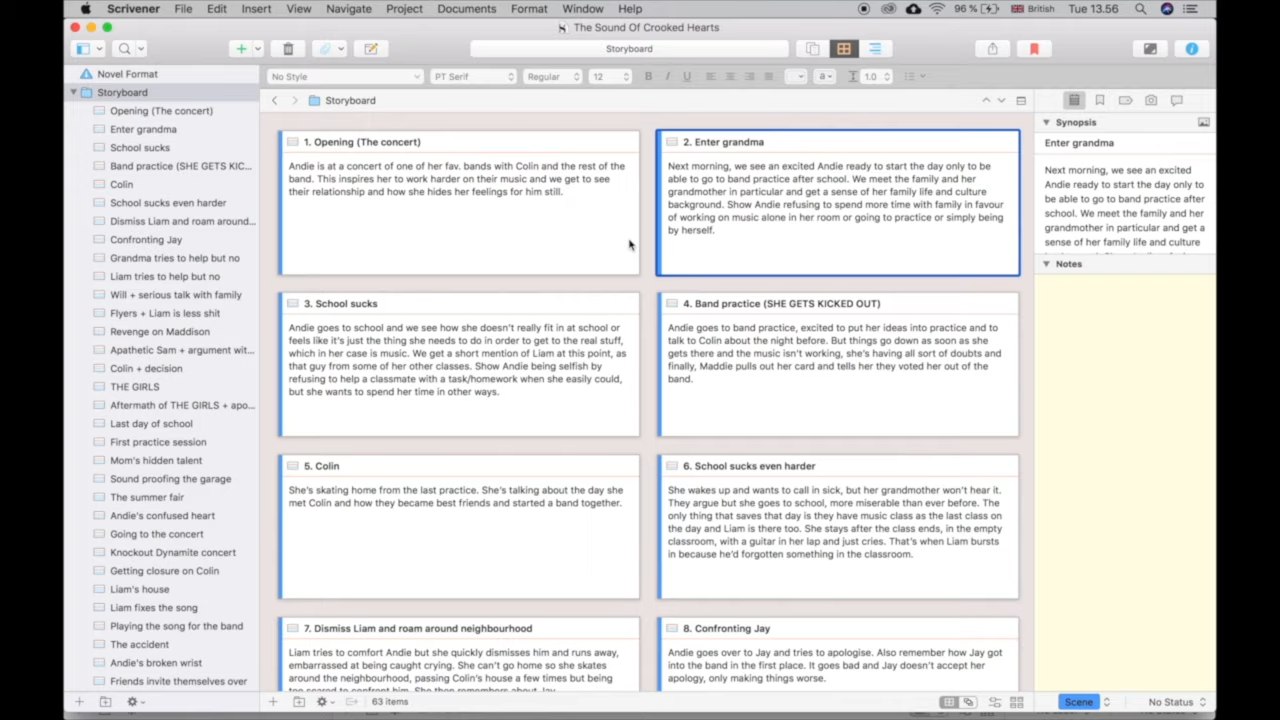 Scrivener File Edit Insert View Navigate Project Documents Format Window Help
96 % British Tue 13.56
The Sound Of Crooked Hearts
Storyboard
No Style PT Serif Regular 12 B I U a 1.0
Novel Format
Storyboard
Opening (The concert)
Enter grandma
School sucks
Band practice (SHE GETS KIC...
Colin
School sucks even harder
Dismiss Liam and roam around...
Confronting Jay
Grandma tries to help but no
Liam tries to help but no
Will + serious talk with family
Flyers + Liam is less shit
Revenge on Maddison
Apathetic Sam + argument wit...
Colin + decision
THE GIRLS
Aftermath of THE GIRLS + apo...
Last day of school
First practice session
Mom's hidden talent
Sound proofing the garage
The summer fair
Andie's confused heart
Going to the concert
Knockout Dynamite concert
Getting closure on Colin
Liam's house
Liam fixes the song
Playing the song for the band
The accident
Andie's broken wrist
Friends invite themselves over
Storyboard
1. Opening (The concert)
Andie is at a concert of one of her fav. bands with Colin and the rest of the
band. This inspires her to work harder on their music and we get to see
their relationship and how she hides her feelings for him still.
2. Enter grandma
Next morning, we see an excited Andie ready to start the day only to be
able to go to band practice after school. We meet the family and her
grandmother in particular and get a sense of her family life and culture
background. Show Andie refusing to spend more time with family in favour
of working on music alone in her room or going to practice or simply being
by herself.
3. School sucks
Andie goes to school and we see how she doesn't really fit in at school or
feels like it's just the thing she needs to do in order to get to the real stuff,
which in her case is music. We get a short mention of Liam at this point, as
that guy from some of her other classes. Show Andie being selfish by
refusing to help a classmate with a task/homework when she easily could,
but she wants to spend her time in other ways.
4. Band practice (SHE GETS KICKED OUT)
Andie goes to band practice, excited to put her ideas into practice and to
talk to Colin about the night before. But things go down as soon as she
gets there and the music isn't working, she's having all sort of doubts and
finally, Maddie pulls out her card and tells her they voted her out of the
band.
5. Colin
She's skating home from the last practice. She's talking about the day she
met Colin and how they became best friends and started a band together.
6. School sucks even harder
She wakes up and wants to call in sick, but her grandmother won't hear it.
They argue but she goes to school, more miserable than ever before. The
only thing that saves that day is they have music class as the last class on
the day and Liam is there too. She stays after the class ends, in the empty
classroom, with a guitar in her lap and just cries. That's when Liam bursts
in because he'd forgotten something in the classroom.
7. Dismiss Liam and roam around neighbourhood
Liam tries to comfort Andie but she quickly dismisses him and runs away,
embarrassed at being caught crying. She can't go home so she skates
around the neighbourhood, passing Colin's house a few times but being
too scared to confront him. She then remembers about Jay.
8. Confronting Jay
Andie goes over to Jay and tries to apologise. Also remember how Jay got
into the band in the first place. It goes bad and Jay doesn't accept her
apology, only making things worse.
63 items
Synopsis
Enter grandma
Next morning, we see an excited
Andie ready to start the day only to
be able to go to band practice after
school. We meet the family and her
grandmother in particular and get a
sense of her family life and culture
Notes
Scene No Status